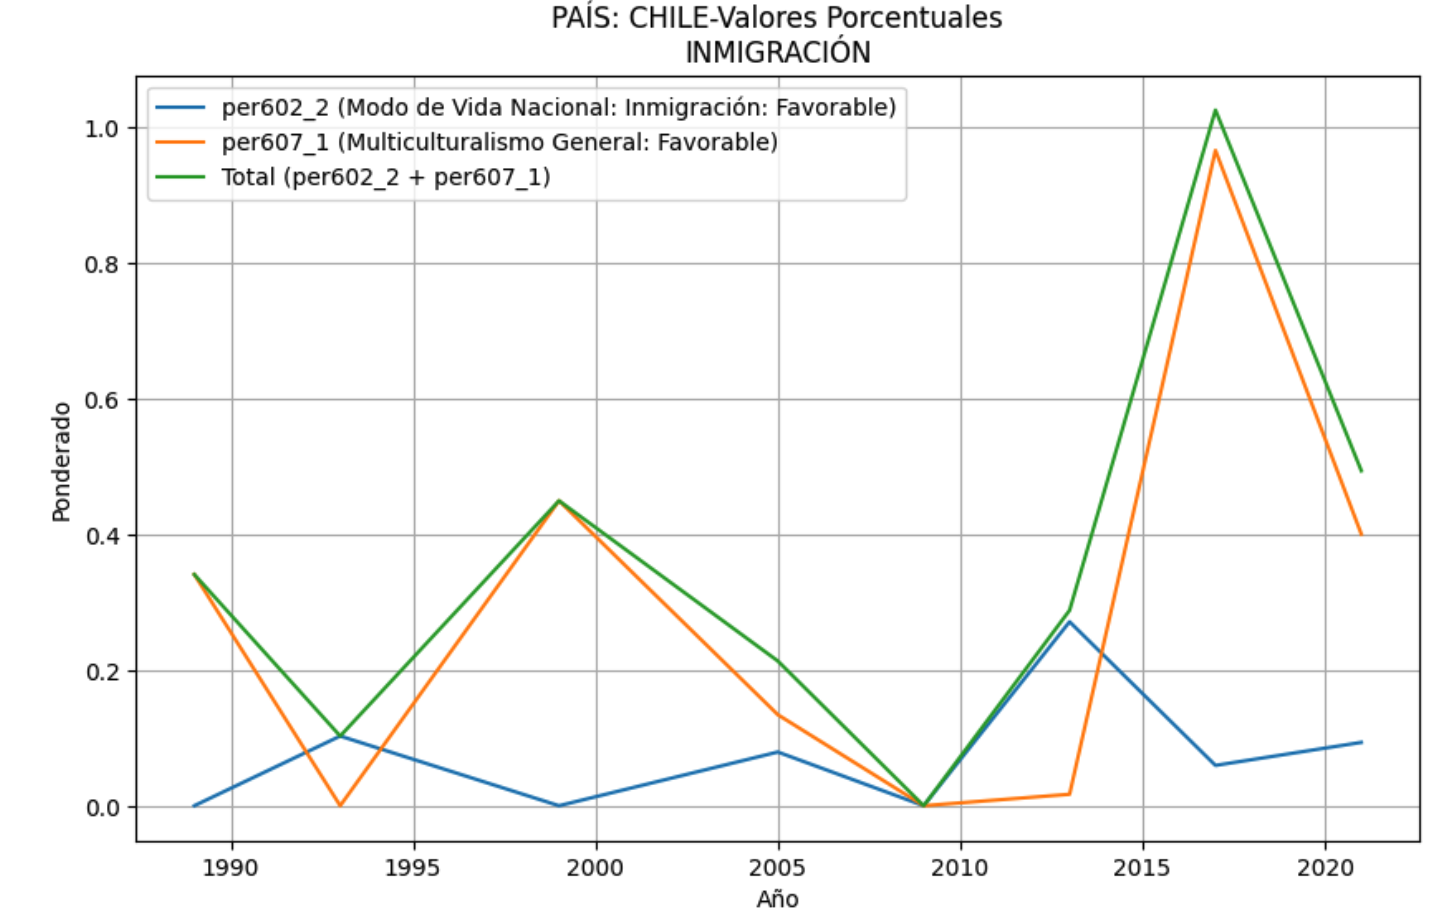 PAÍS: CHILE-Valores Porcentuales
INMIGRACIÓN
per602_2 (Modo de Vida Nacional: Inmigración: Favorable)
per607_1 (Multiculturalismo General: Favorable)
Total (per602_2 + per607_1)
1.0
0.8
0.6
0.4
0.2
0.0
Ponderado
1990 1995 2000 2005 2010 2015 2020
Año